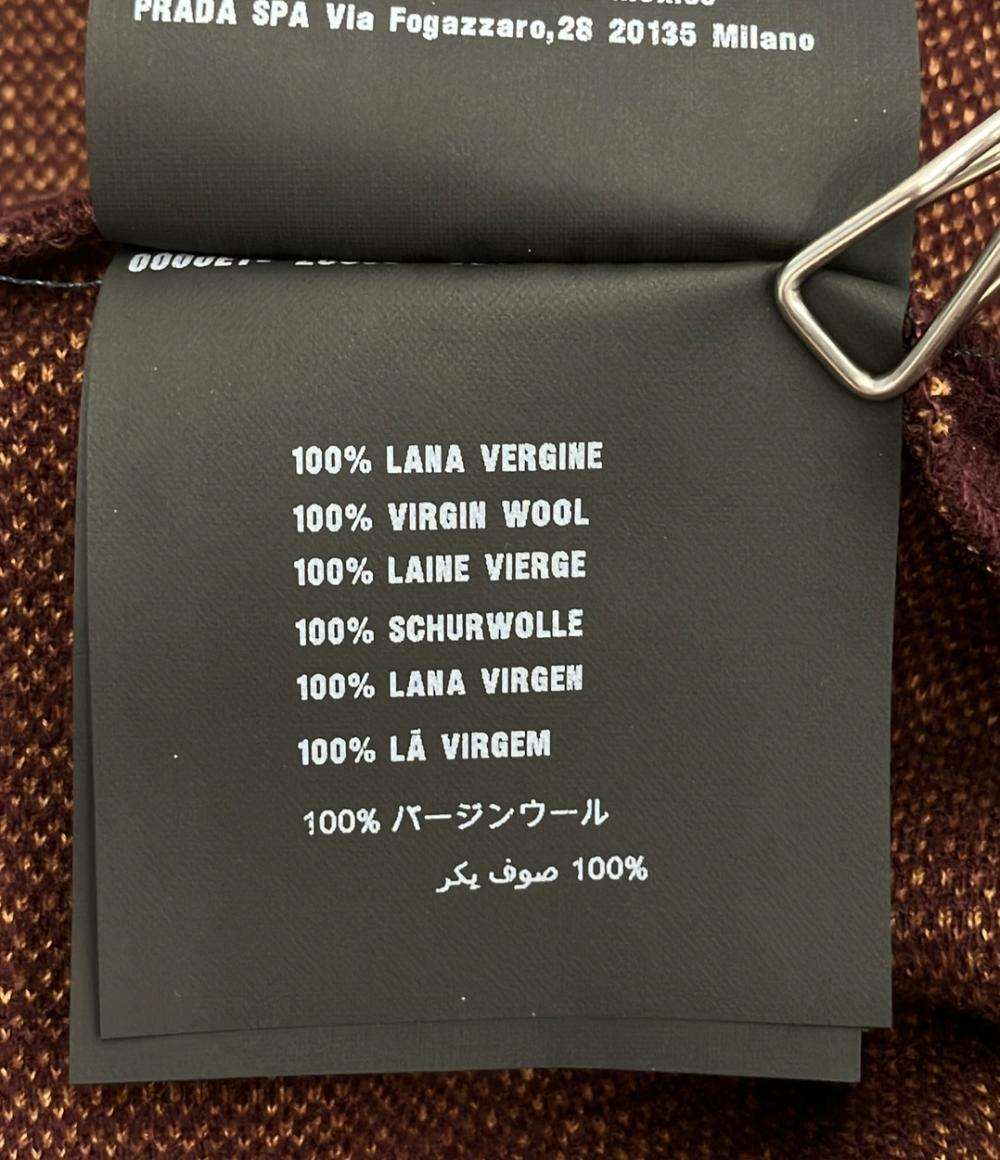 PRADA SPA Via Fogazzaro,28 20135 Milano
100% LANA VERGINE
100% VIRGIN WOOL
100% LAINE VIERGE
100% SCHURWOLLE
100% LANA VIRGEN
100% LÃ VIRGEM
100% バージンウール
100% صوف يكر